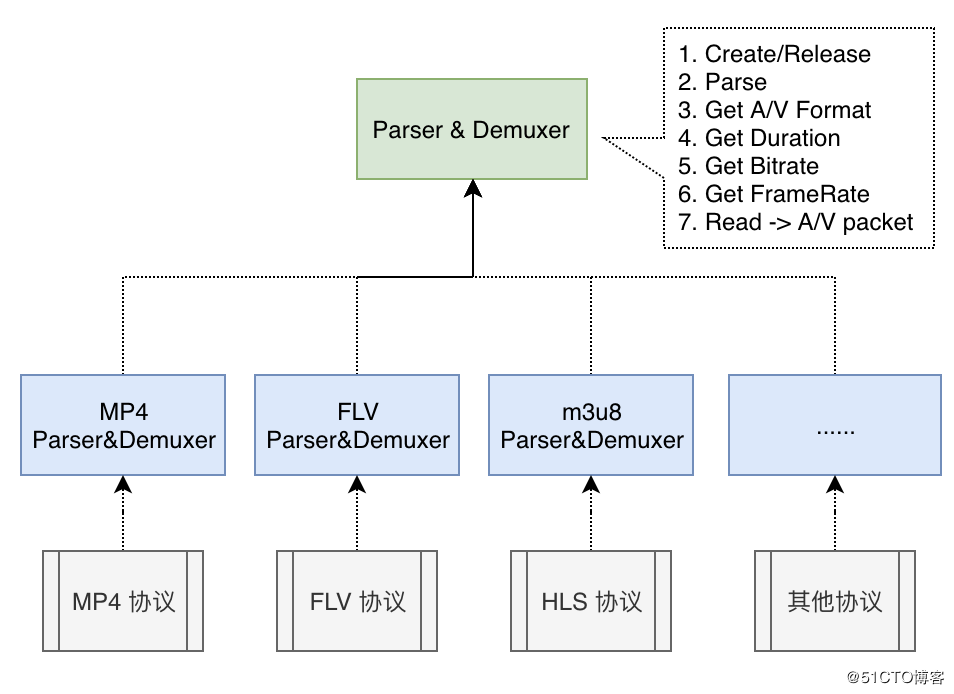 1. Create/Release
2. Parse
3. Get A/V Format
4. Get Duration
5. Get Bitrate
6. Get FrameRate
7. Read -> A/V packet
Parser & Demuxer
MP4
Parser&Demuxer
FLV
Parser&Demuxer
m3u8
Parser&Demuxer
......
MP4 协议
FLV 协议
HLS 协议
其他协议
@51CTO博客